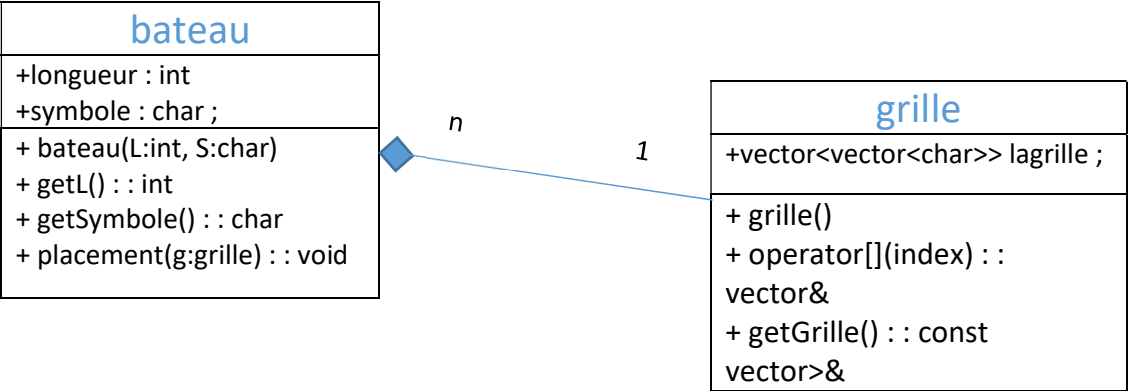 bateau
+longueur : int
+symbole : char ;
+ bateau(L:int, S:char)
+ getL() : : int
+ getSymbole() : : char
+ placement(g:grille) : : void
n
1
grille
+vector<vector<char>> lagrille ;
+ grille()
+ operator[](index) : :
vector&
+ getGrille() : : const
vector>&